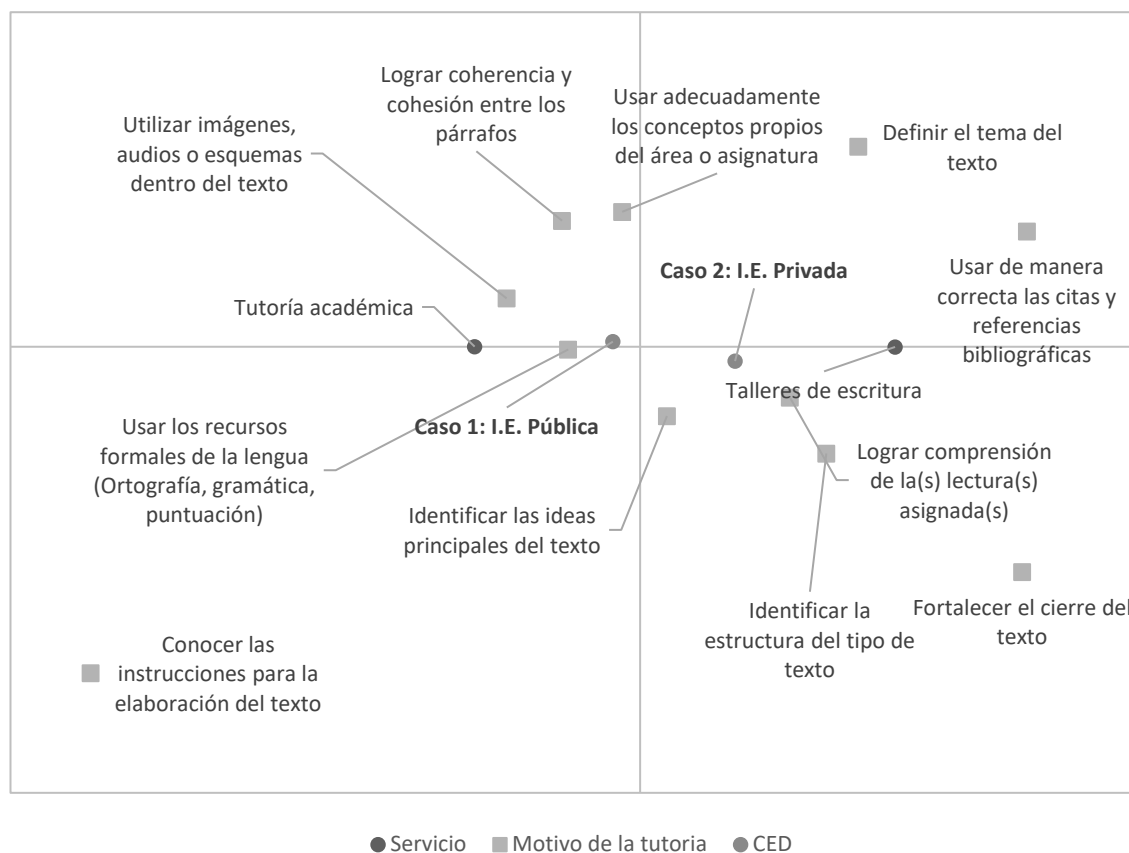 Lograr coherencia y
cohesión entre los
párrafos
Usar adecuadamente
los conceptos propios
del área o asignatura
Utilizar imágenes,
audios o esquemas
dentro del texto
Definir el tema del
texto
Caso 2: I.E. Privada
Usar de manera
correcta las citas y
referencias
bibliográficas
Tutoría académica
Talleres de escritura
Usar los recursos
formales de la lengua
(Ortografía, gramática,
puntuación)
Caso 1: I.E. Pública
Lograr comprensión
de la(s) lectura(s)
asignada(s)
Identificar las ideas
principales del texto
Identificar la
estructura del tipo de
texto
Fortalecer el cierre del
texto
Conocer las
instrucciones para la
elaboración del texto
Servicio
Motivo de la tutoria
CED